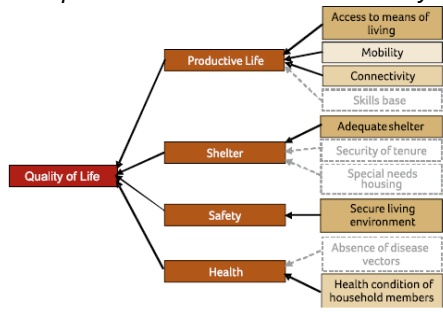 Access to means of
living
Productive Life
Mobility
Connectivity
Skills base
Adequate shelter
Shelter
Security of tenure
Special needs
housing
Quality of Life
Safety
Secure living
environment
Absence of disease
vectors
Health
Health condition of
household members